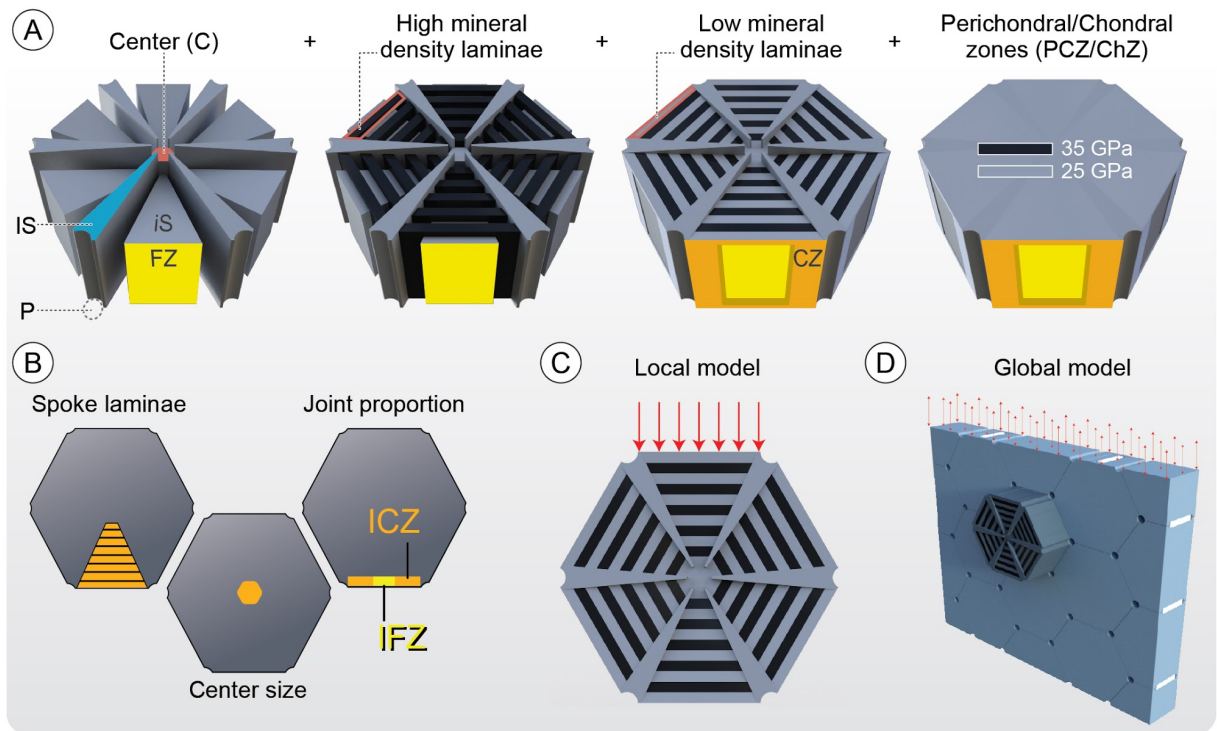 A
Center (C)
+
High mineral
density laminae
+
Low mineral
density laminae
+
Perichondral/Chondral
zones (PCZ/ChZ)
35 GPa
25 GPa
IS
iS
FZ
CZ
P
B
Spoke laminae
Joint proportion
ICZ
IFZ
Center size
C
Local model
D
Global model